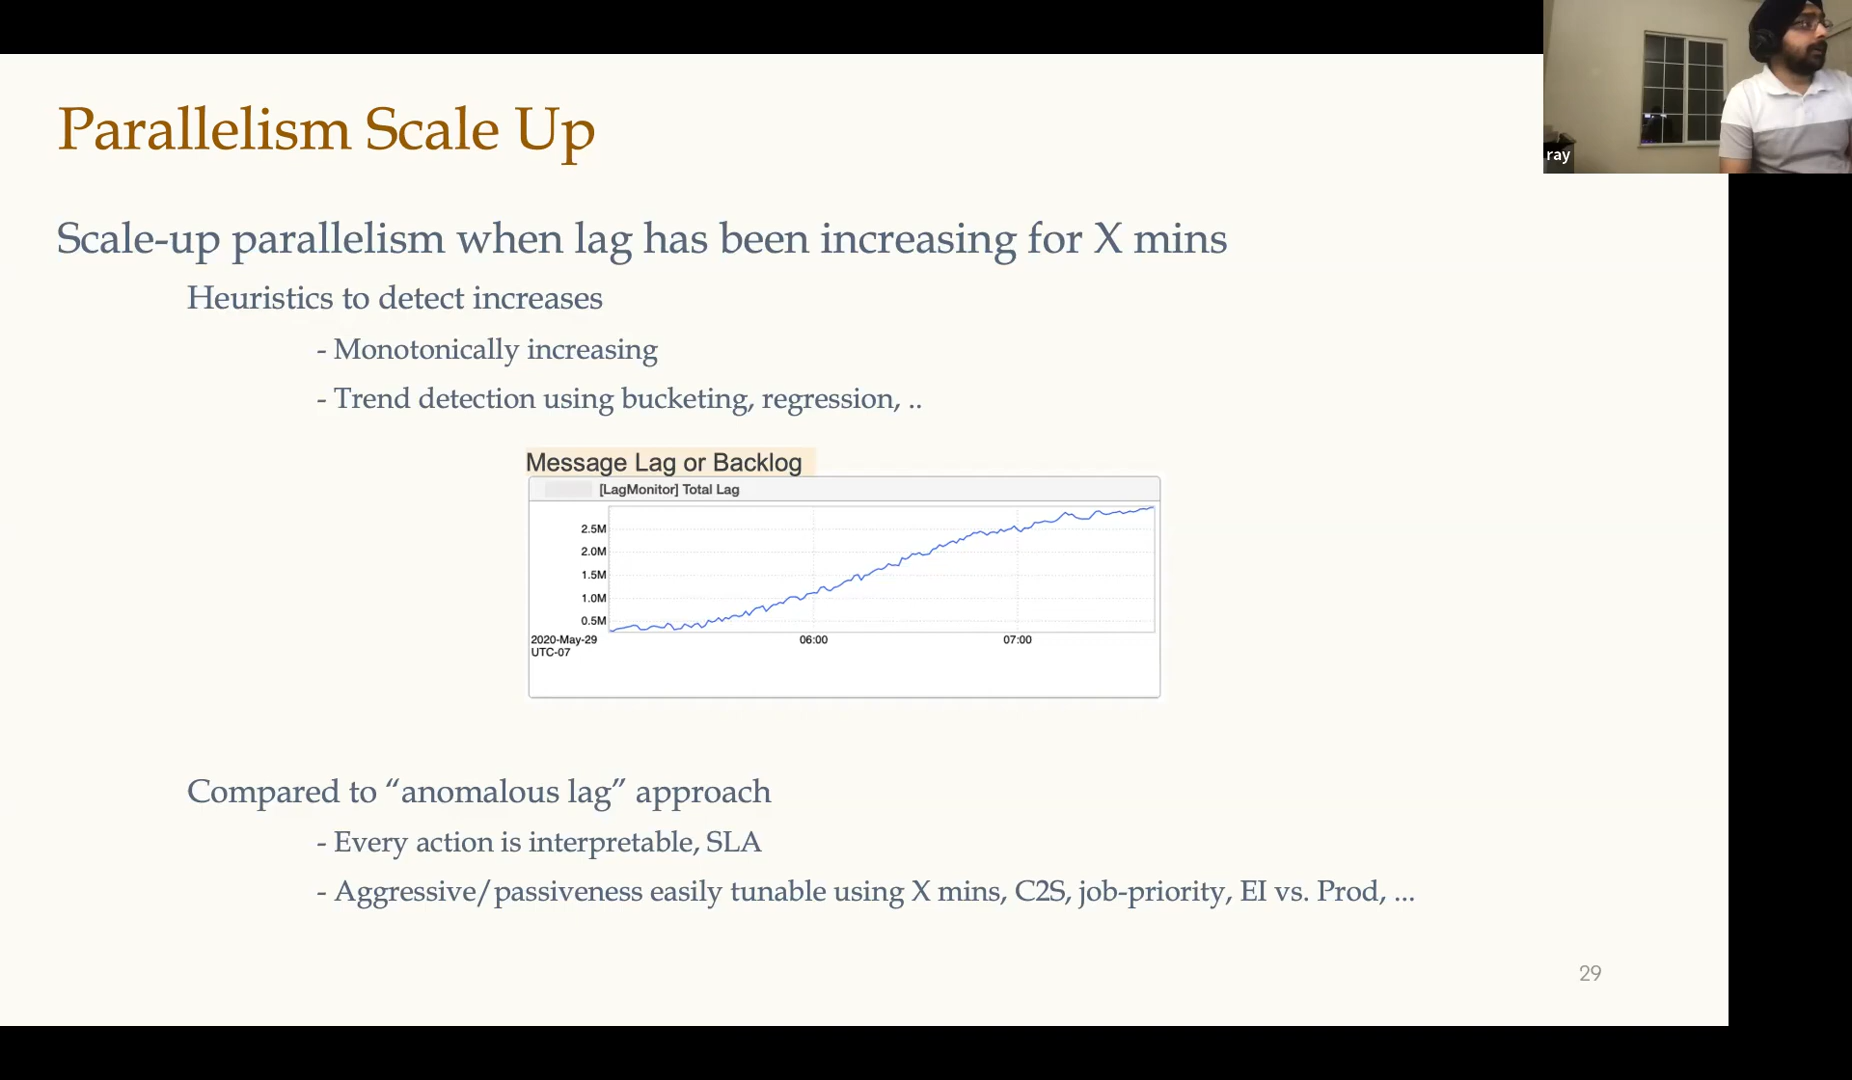 ray
Parallelism Scale Up
Scale-up parallelism when lag has been increasing for X mins
Heuristics to detect increases
- Monotonically increasing
- Trend detection using bucketing, regression, ..
Message Lag or Backlog
[LagMonitor] Total Lag
2.5M
2.0M
1.5M
1.0M
0.5M
2020-May-29 06:00 07:00
UTC-07
Compared to “anomalous lag” approach
- Every action is interpretable, SLA
- Aggressive/passiveness easily tunable using X mins, C2S, job-priority, EI vs. Prod, ...
29